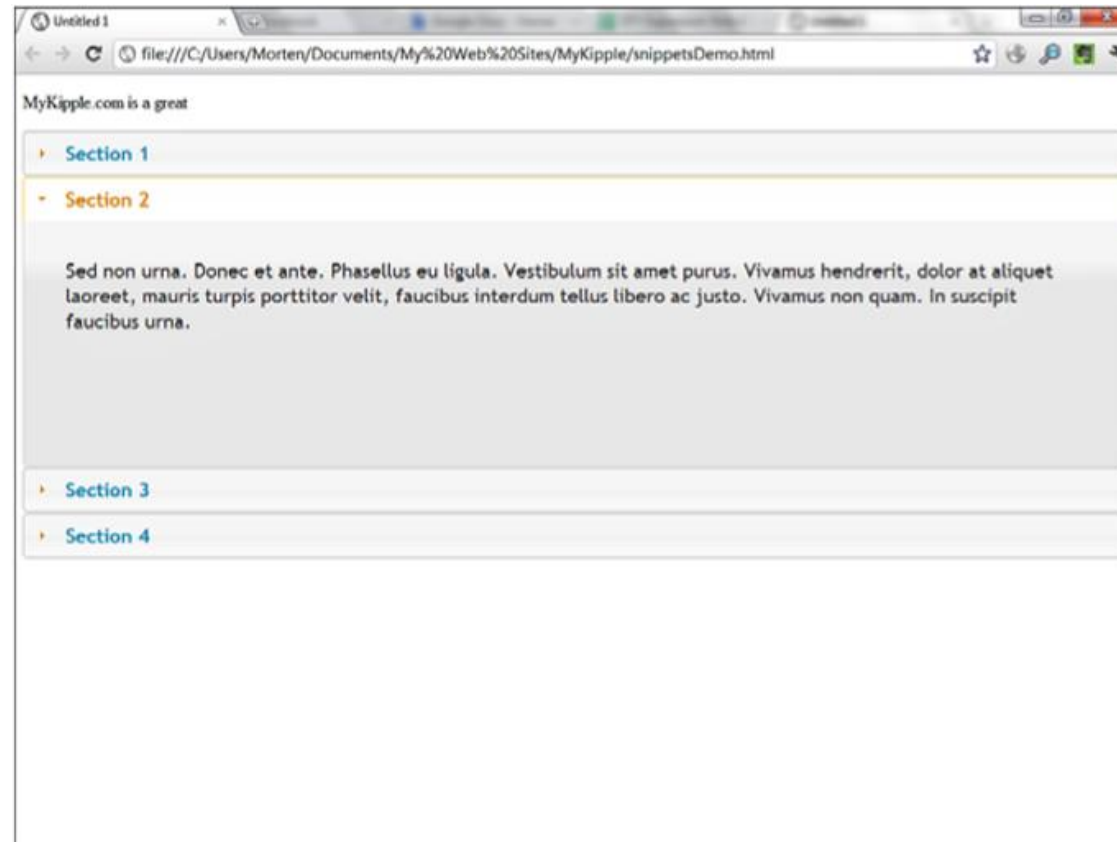 Untitled 1
file:///C:/Users/Morten/Documents/My%20Web%20Sites/MyKipple/snippetsDemo.html
MyKipple.com is a great
Section 1
Section 2
Sed non urna. Donec et ante. Phasellus eu ligula. Vestibulum sit amet purus. Vivamus hendrerit, dolor at aliquet
laoreet, mauris turpis porttitor velit, faucibus interdum tellus libero ac justo. Vivamus non quam. In suscipit
faucibus urna.
Section 3
Section 4